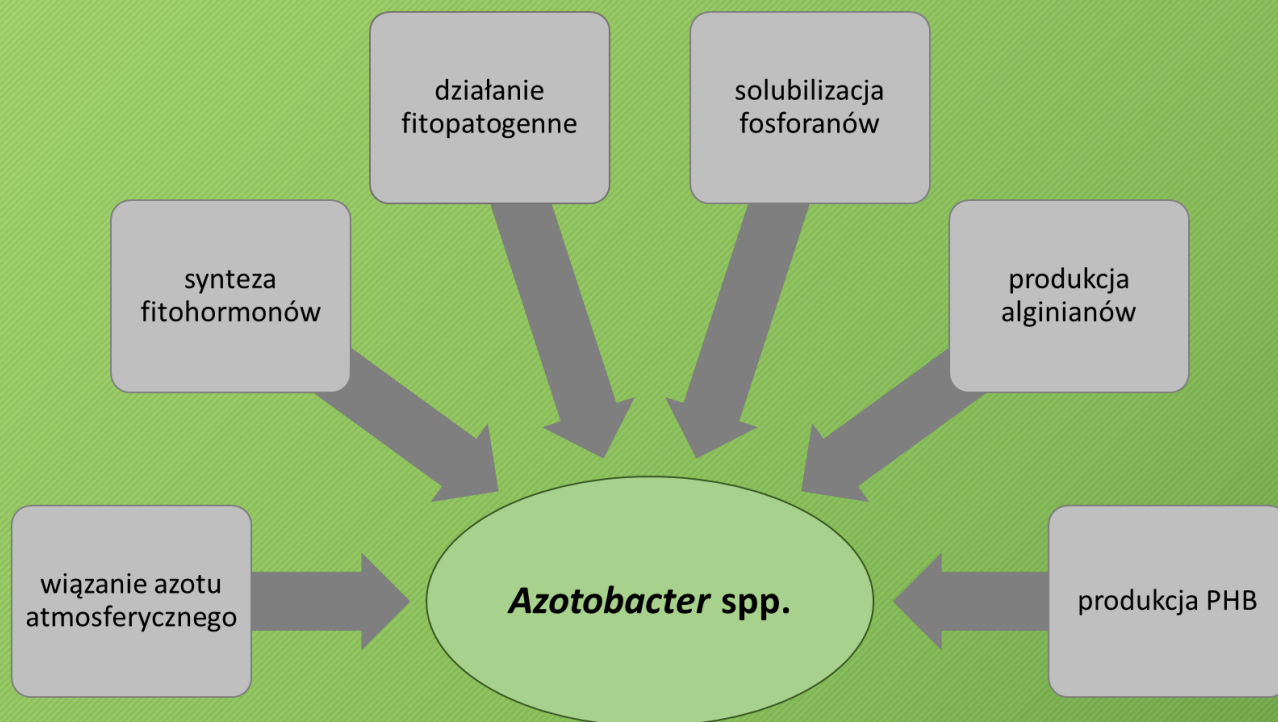 działanie
fitopatogenne
solubilizacja
fosforanów
synteza
fitohormonów
produkcja
alginianów
wiązanie azotu
atmosferycznego
Azotobacter spp.
produkcja PHB